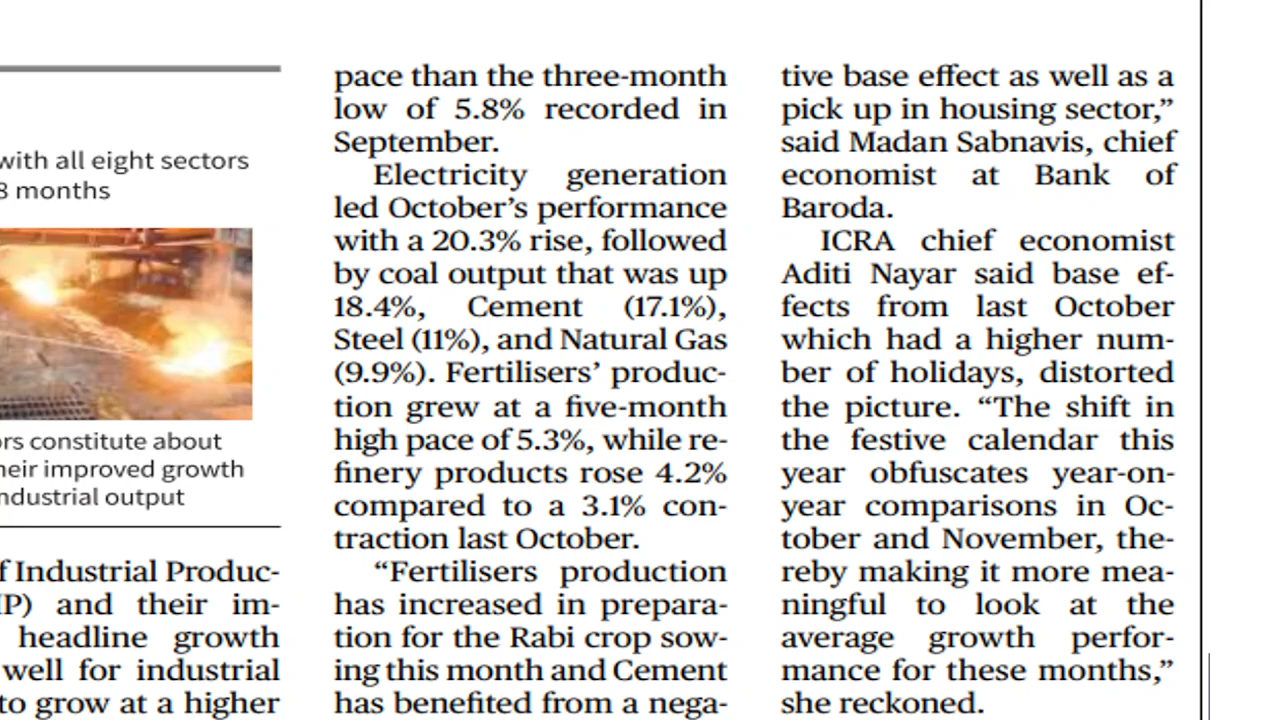 with all eight sectors
8 months
ors constitute about
heir improved growth
ndustrial output
f Industrial Produc-
IP) and their im-
headline growth
well for industrial
to grow at a higher
pace than the three-month
low of 5.8% recorded in
September.
Electricity generation
led October’s performance
with a 20.3% rise, followed
by coal output that was up
18.4%, Cement (17.1%),
Steel (11%), and Natural Gas
(9.9%). Fertilisers’ produc-
tion grew at a five-month
high pace of 5.3%, while re-
finery products rose 4.2%
compared to a 3.1% con-
traction last October.
“Fertilisers production
has increased in prepara-
tion for the Rabi crop sow-
ing this month and Cement
has benefited from a nega-
tive base effect as well as a
pick up in housing sector,”
said Madan Sabnavis, chief
economist at Bank of
Baroda.
ICRA chief economist
Aditi Nayar said base ef-
fects from last October
which had a higher num-
ber of holidays, distorted
the picture. “The shift in
the festive calendar this
year obfuscates year-on-
year comparisons in Oc-
tober and November, the-
reby making it more mea-
ningful to look at the
average growth perfor-
mance for these months,”
she reckoned.